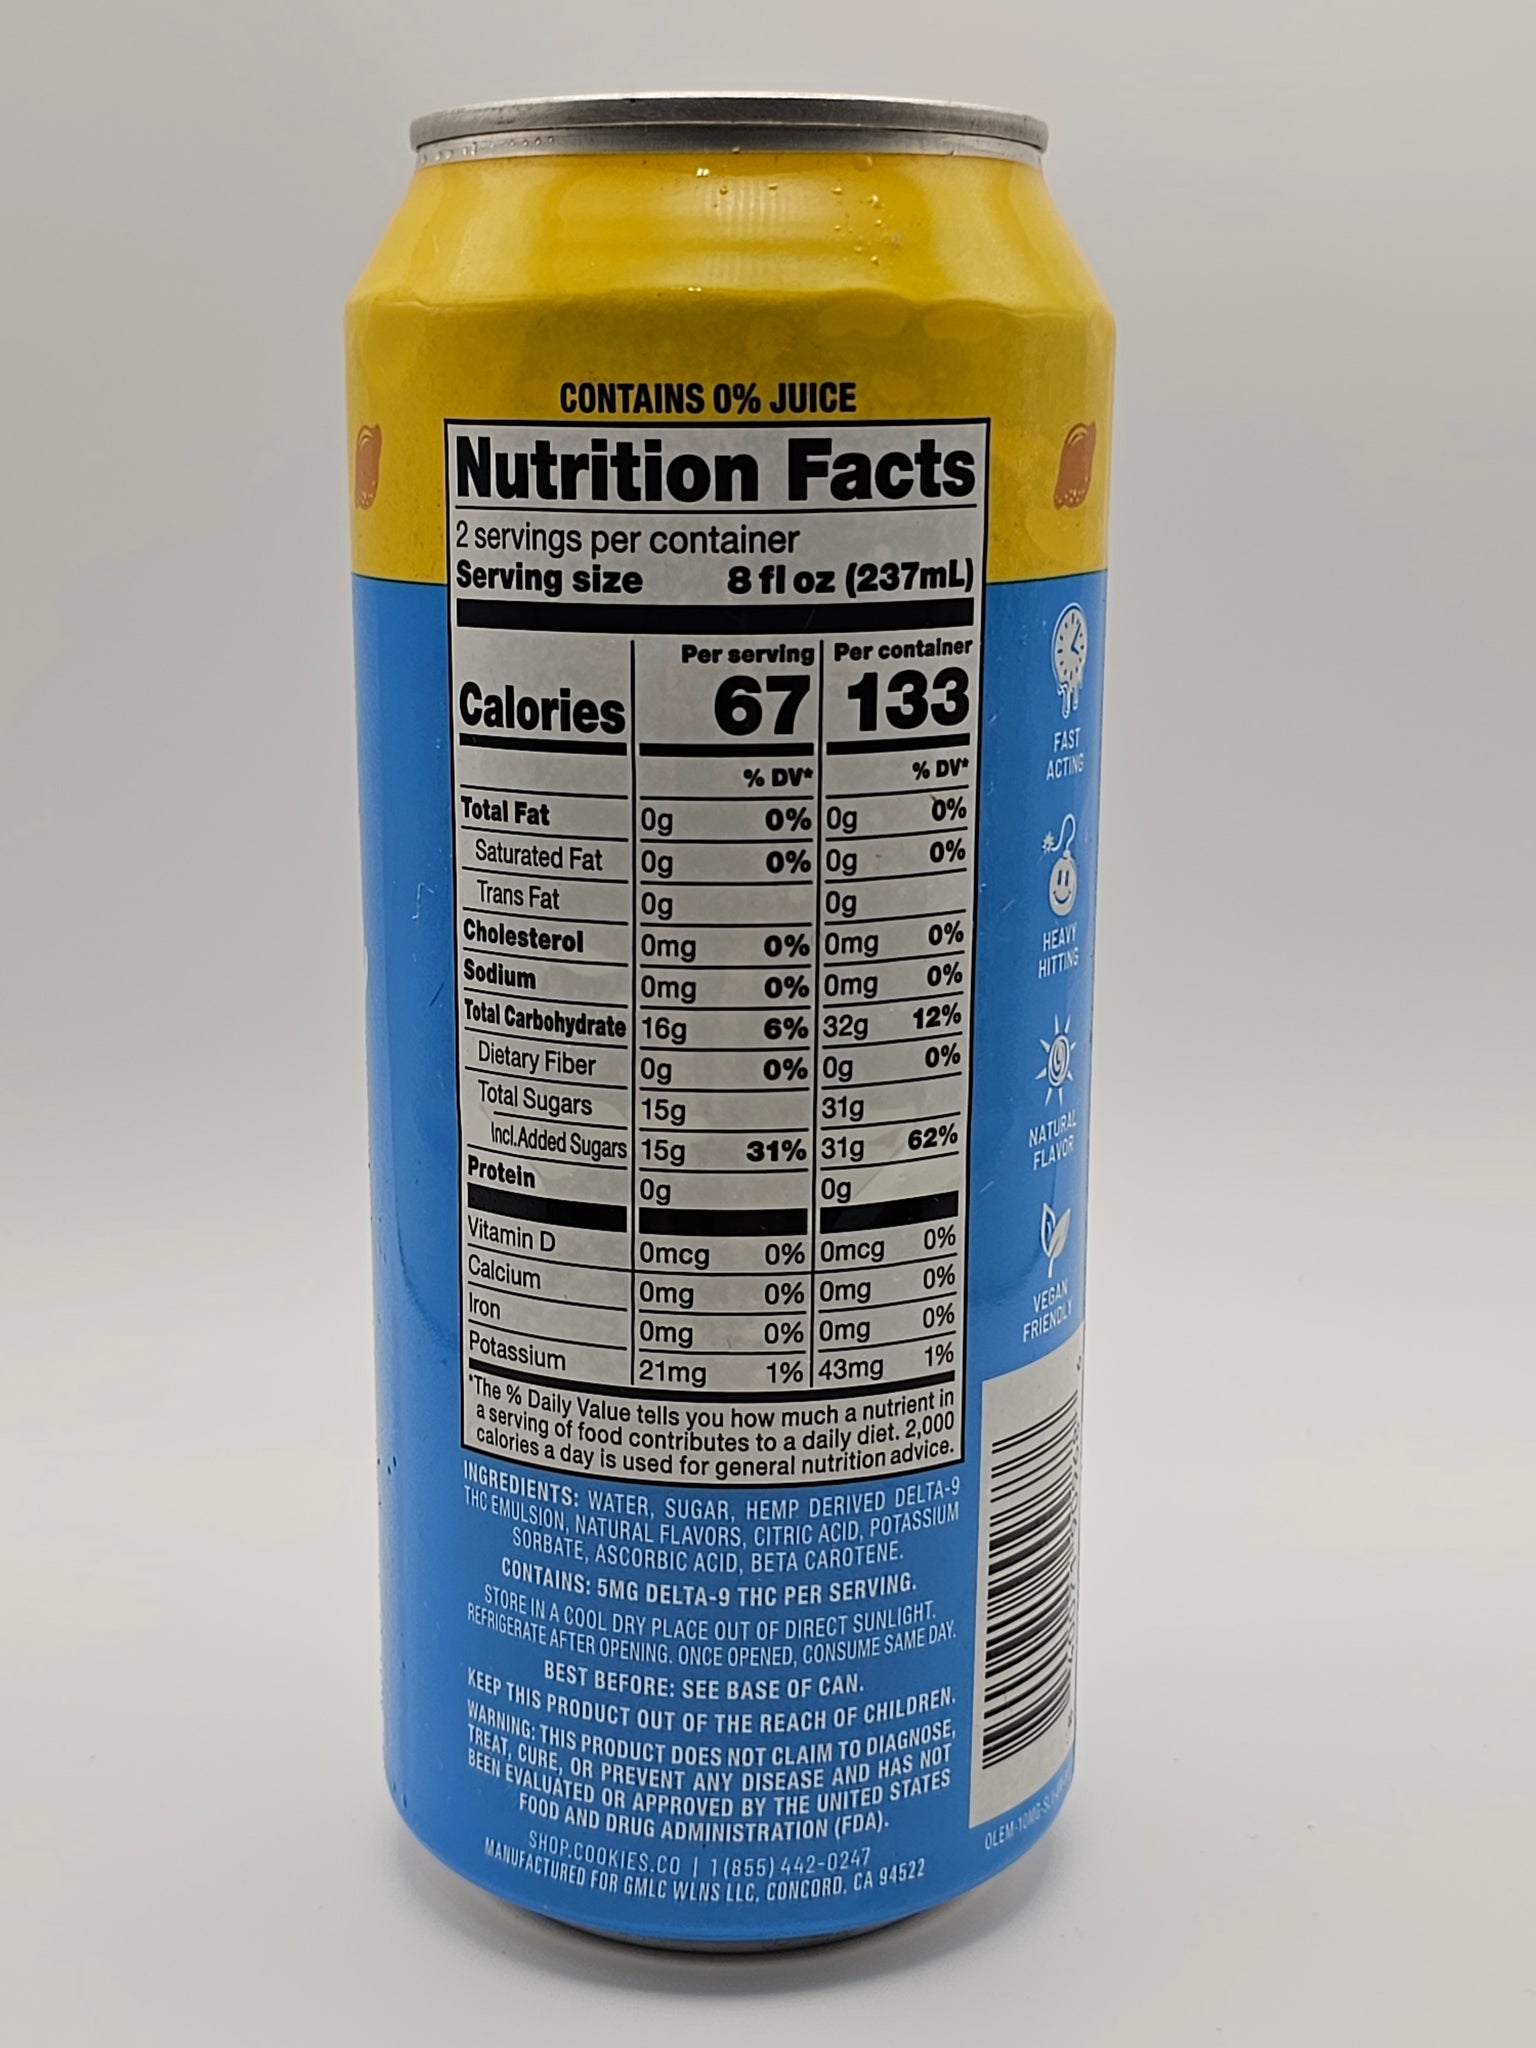 CONTAINS 0% JUICE
Nutrition Facts
2 servings per container
Serving size 8 fl oz (237mL)
Per serving Per container
Calories 67 133
% DV* % DV*
Total Fat 0g 0% 0g 0%
Saturated Fat 0g 0% 0g 0%
Trans Fat 0g 0g
Cholesterol 0mg 0% 0mg 0%
Sodium 0mg 0% 0mg 0%
Total Carbohydrate 16g 6% 32g 12%
Dietary Fiber 0g 0% 0g 0%
Total Sugars 15g 31g
Incl.Added Sugars 15g 31% 31g 62%
Protein 0g 0g
Vitamin D 0mcg 0% 0mcg 0%
Calcium 0mg 0% 0mg 0%
Iron 0mg 0% 0mg 0%
Potassium 21mg 1% 43mg 1%
*The % Daily Value tells you how much a nutrient in
a serving of food contributes to a daily diet. 2,000
calories a day is used for general nutrition advice.
INGREDIENTS: WATER, SUGAR, HEMP DERIVED DELTA-9
THC EMULSION, NATURAL FLAVORS, CITRIC ACID, POTASSIUM
SORBATE, ASCORBIC ACID, BETA CAROTENE.
CONTAINS: 5MG DELTA-9 THC PER SERVING.
STORE IN A COOL DRY PLACE OUT OF DIRECT SUNLIGHT.
REFRIGERATE AFTER OPENING. ONCE OPENED, CONSUME SAME DAY.
BEST BEFORE: SEE BASE OF CAN.
KEEP THIS PRODUCT OUT OF THE REACH OF CHILDREN.
WARNING: THIS PRODUCT DOES NOT CLAIM TO DIAGNOSE,
TREAT, CURE, OR PREVENT ANY DISEASE AND HAS NOT
BEEN EVALUATED OR APPROVED BY THE UNITED STATES
FOOD AND DRUG ADMINISTRATION (FDA).
SHOP.COOKIES.CO | 1(855) 442-0247
MANUFACTURED FOR GMLC WLNS LLC, CONCORD. CA 94522
FAST
ACTING
HEAVY
HITTING
NATURAL
FLAVOR
VEGAN
FRIENDLY